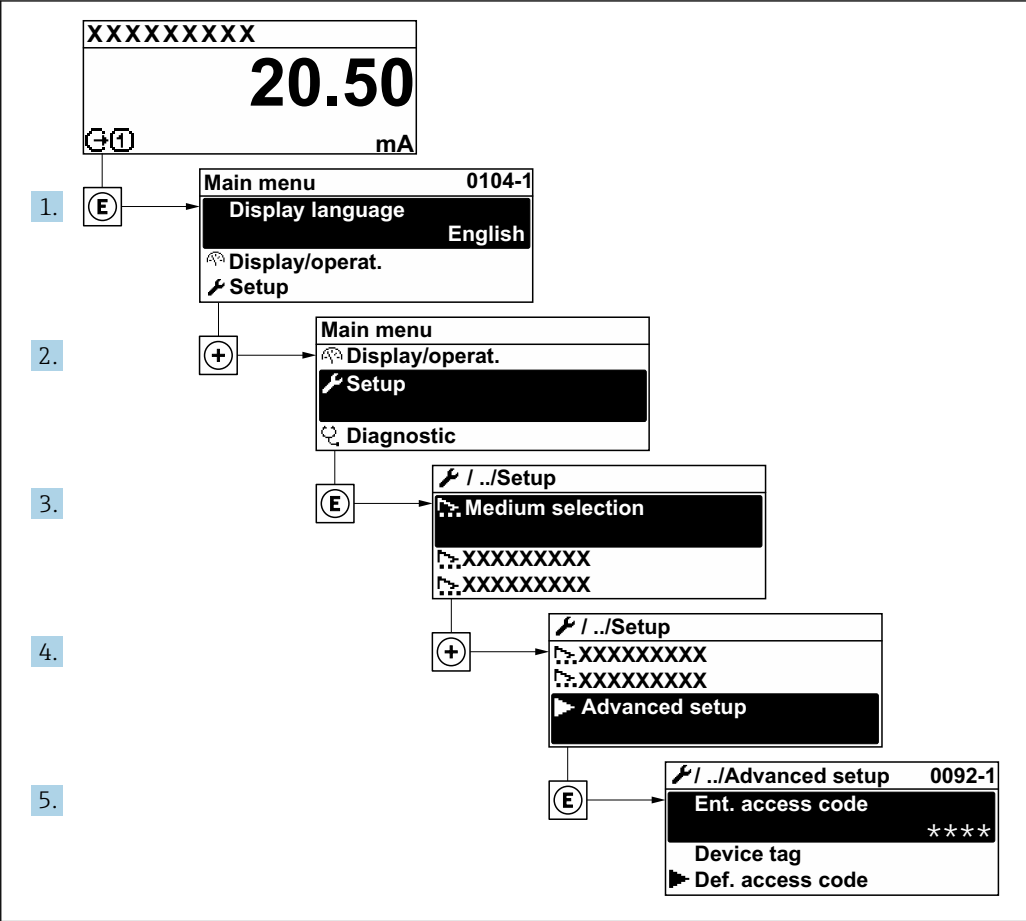 XXXXXXXXX
20.50
1 mA
1. E Main menu 0104-1
Display language
English
Display/operat.
Setup
Main menu
2. + Display/operat.
Setup
Diagnostic
/ ../Setup
3. E Medium selection
XXXXXXXXX
XXXXXXXXX
/ ../Setup
4. + XXXXXXXXX
XXXXXXXXX
Advanced setup
/ ../Advanced setup 0092-1
5. E Ent. access code
****
Device tag
Def. access code